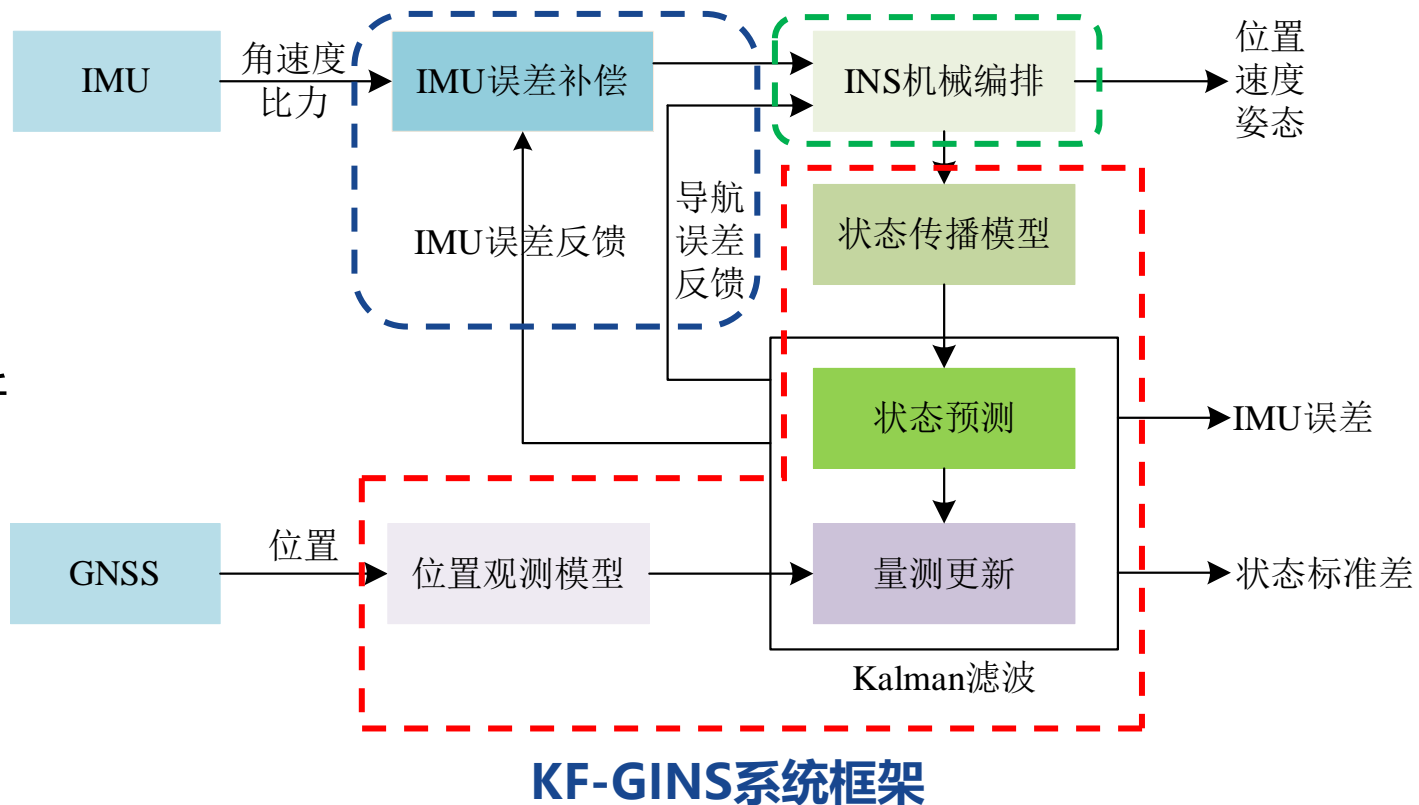 IMU
角速度
比力
IMU误差补偿
INS机械编排
位置
速度
姿态
IMU误差反馈
导航
误差
反馈
状态传播模型
状态预测
IMU误差
GNSS
位置
位置观测模型
量测更新
状态标准差
Kalman滤波
KF-GINS系统框架